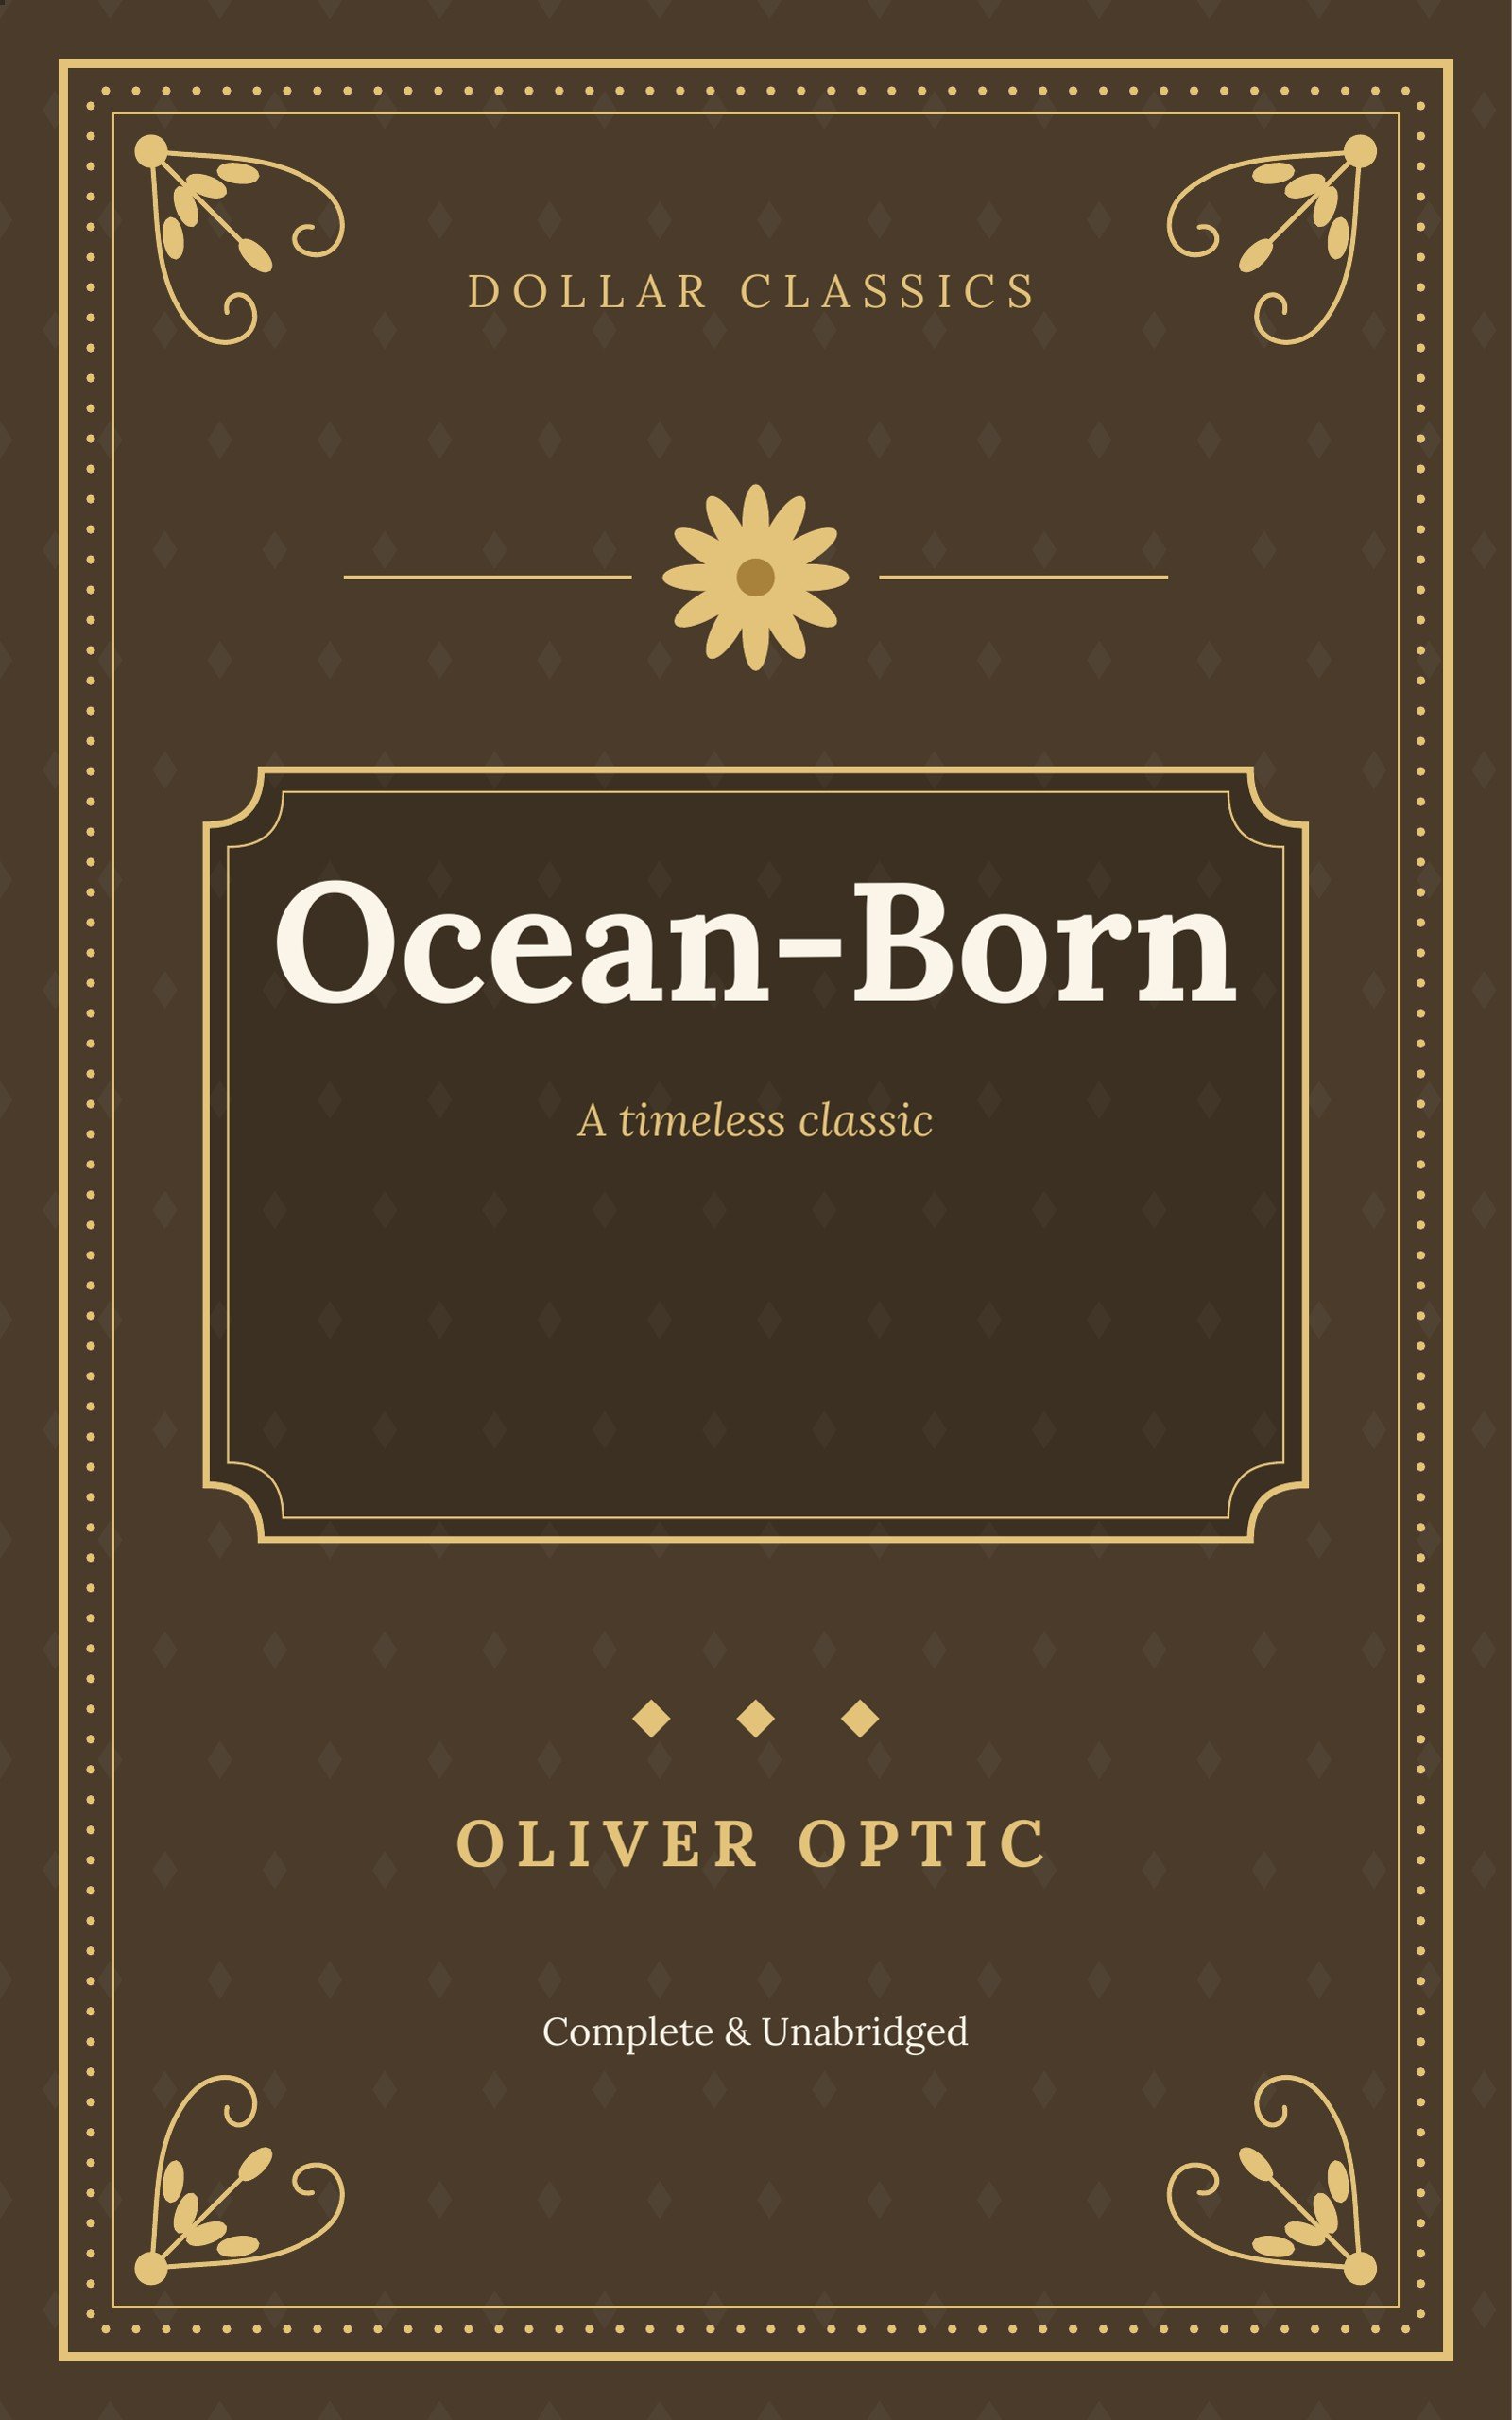 DOLLAR CLASSICS
Ocean-Born
A timeless classic
OLIVER OPTIC
Complete & Unabridged